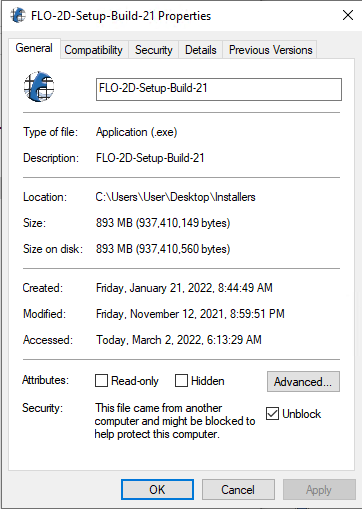 FLO-2D-Setup-Build-21 Properties
General Compatibility Security Details Previous Versions
FLO-2D-Setup-Build-21
Type of file: Application (.exe)
Description: FLO-2D-Setup-Build-21
Location: C:\Users\User\Desktop\Installers
Size: 893 MB (937,410,149 bytes)
Size on disk: 893 MB (937,410,560 bytes)
Created: Friday, January 21, 2022, 8:44:49 AM
Modified: Friday, November 12, 2021, 8:59:51 PM
Accessed: Today, March 2, 2022, 6:13:29 AM
Attributes: Read-only Hidden Advanced...
Security: This file came from another
computer and might be blocked to
help protect this computer.
Unblock
OK Cancel Apply